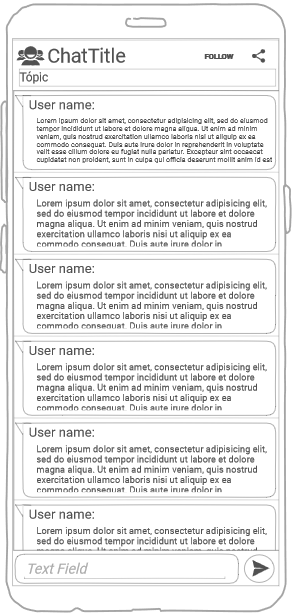 ChatTitle
FOLLOW
Tópic
User name:
Lorem ipsum dolor sit amet, consectetur adipisicing elit, sed do eiusmod
tempor incididunt ut labore et dolore magna aliqua. Ut enim ad minim
veniam, quis nostrud exercitation ullamco laboris nisi ut aliquip ex ea
commodo consequat. Duis aute irure dolor in reprehenderit in voluptate
velit esse cillum dolore eu fugiat nulla pariatur. Excepteur sint occaecat
cupidatat non proident, sunt in culpa qui officia deserunt mollit anim id est
User name:
Lorem ipsum dolor sit amet, consectetur adipisicing elit,
sed do eiusmod tempor incididunt ut labore et dolore
magna aliqua. Ut enim ad minim veniam, quis nostrud
exercitation ullamco laboris nisi ut aliquip ex ea
commodo consequat. Duis aute irure dolor in
User name:
Lorem ipsum dolor sit amet, consectetur adipisicing elit,
sed do eiusmod tempor incididunt ut labore et dolore
magna aliqua. Ut enim ad minim veniam, quis nostrud
exercitation ullamco laboris nisi ut aliquip ex ea
commodo consequat. Duis aute irure dolor in
User name:
Lorem ipsum dolor sit amet, consectetur adipisicing elit,
sed do eiusmod tempor incididunt ut labore et dolore
magna aliqua. Ut enim ad minim veniam, quis nostrud
exercitation ullamco laboris nisi ut aliquip ex ea
commodo consequat. Duis aute irure dolor in
User name:
Lorem ipsum dolor sit amet, consectetur adipisicing elit,
sed do eiusmod tempor incididunt ut labore et dolore
magna aliqua. Ut enim ad minim veniam, quis nostrud
exercitation ullamco laboris nisi ut aliquip ex ea
commodo consequat. Duis aute irure dolor in
User name:
Lorem ipsum dolor sit amet, consectetur adipisicing elit,
sed do eiusmod tempor incididunt ut labore et dolore
magna aliqua. Ut enim ad minim veniam, quis nostrud
Text Field